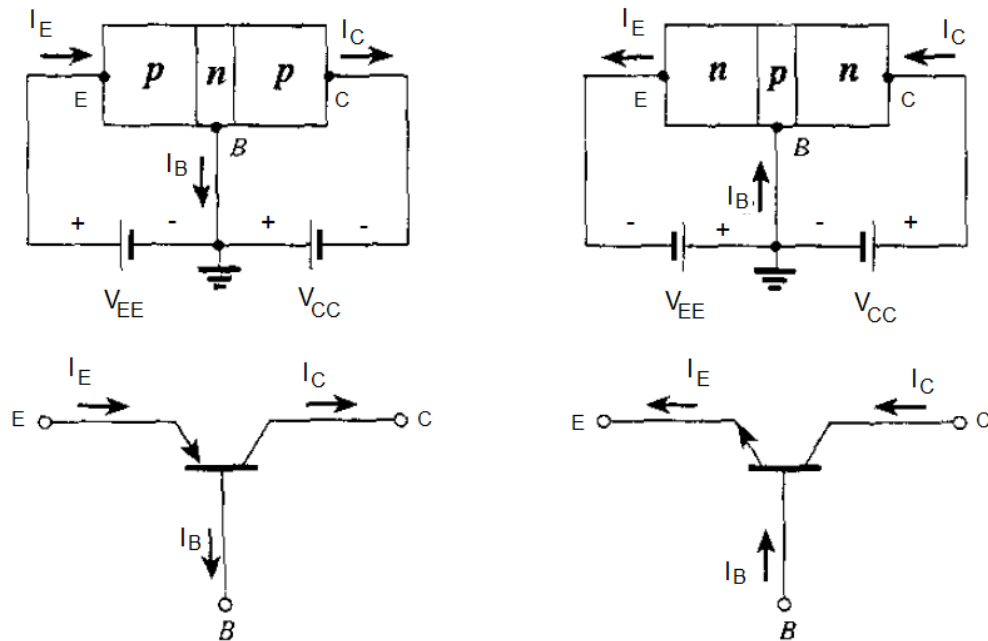 I_E I_C I_E I_C
p n p n p n
E C E C
B B
I_B I_B
+ - + - - + - +
V_EE V_CC V_EE V_CC
I_E I_C I_E I_C
E C E C
I_B I_B
B B